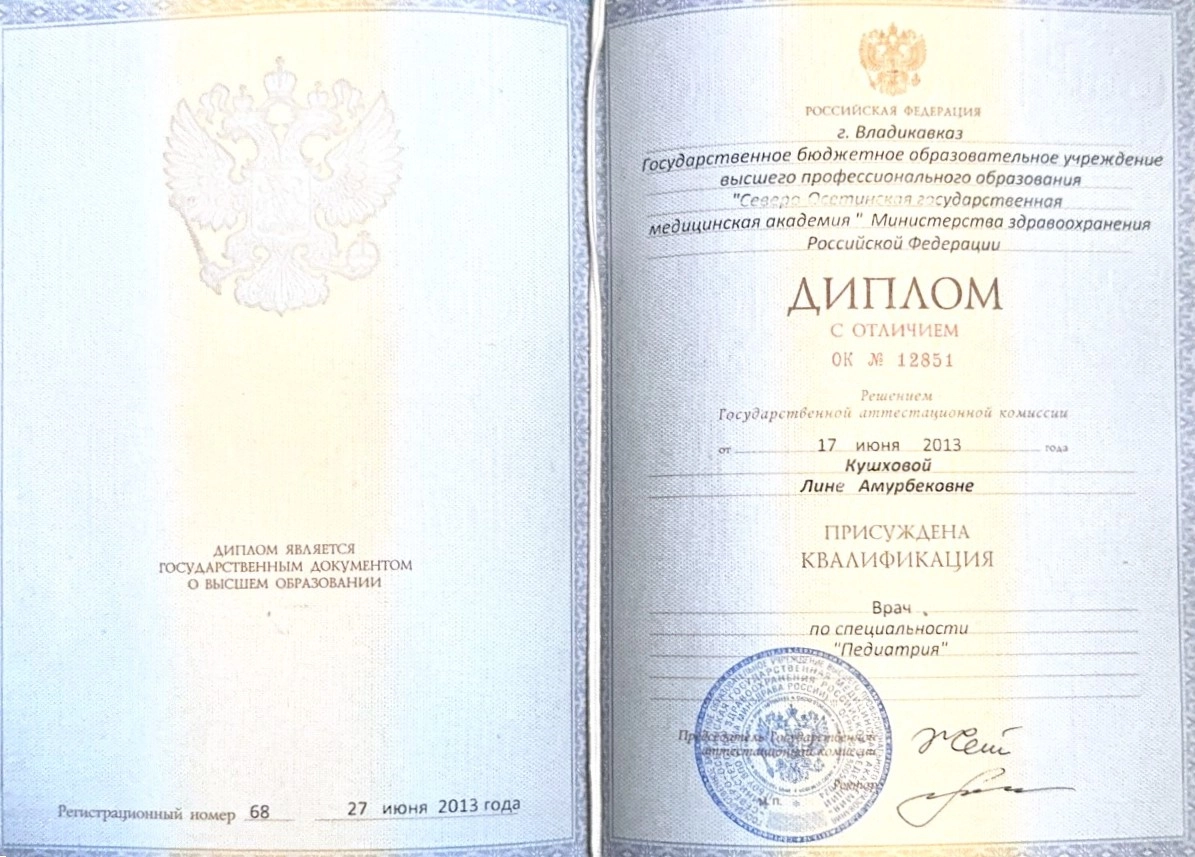 ДИПЛОМ ЯВЛЯЕТСЯ
ГОСУДАРСТВЕННЫМ ДОКУМЕНТОМ
О ВЫСШЕМ ОБРАЗОВАНИИ
Регистрационный номер 68 27 июня 2013 года
РОССИЙСКАЯ ФЕДЕРАЦИЯ
г. Владикавказ
Государственное бюджетное образовательное учреждение
высшего профессионального образования
"Северо Осетинская государственная
медицинская академия " Министерства здравоохранения
Российской Федерации
ДИПЛОМ
С ОТЛИЧИЕМ
ОК № 12851
Решением
Государственной аттестационной комиссии
от 17 июня 2013 года
Кушховой
Лине Амурбековне
ПРИСУЖДЕНА
КВАЛИФИКАЦИЯ
Врач
по специальности
"Педиатрия"
Председатель Государственной
аттестационной комиссии
Ректор
М.П.